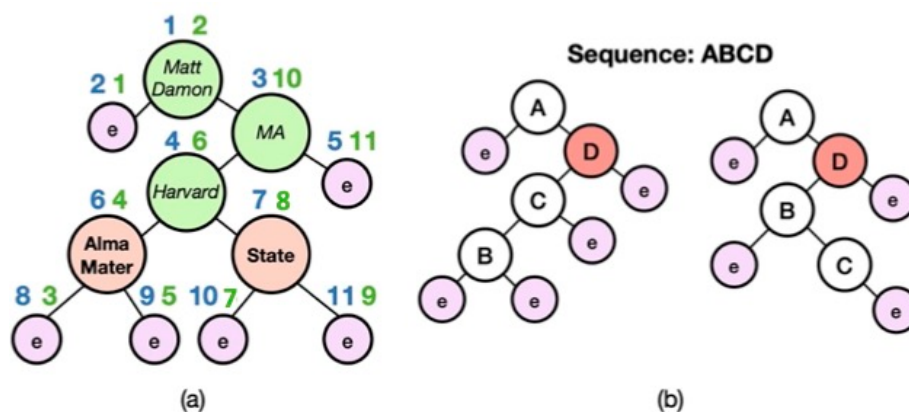 1 2
Matt
Damon
2 1
e
3 10
MA
4 6
Harvard
5 11
e
6 4
Alma
Mater
7 8
State
8 3
e
9 5
e
10 7
e
11 9
e
(a)
Sequence: ABCD
A
e
D
C
e
B
e
e
e
A
e
D
B
e
e
C
e
(b)